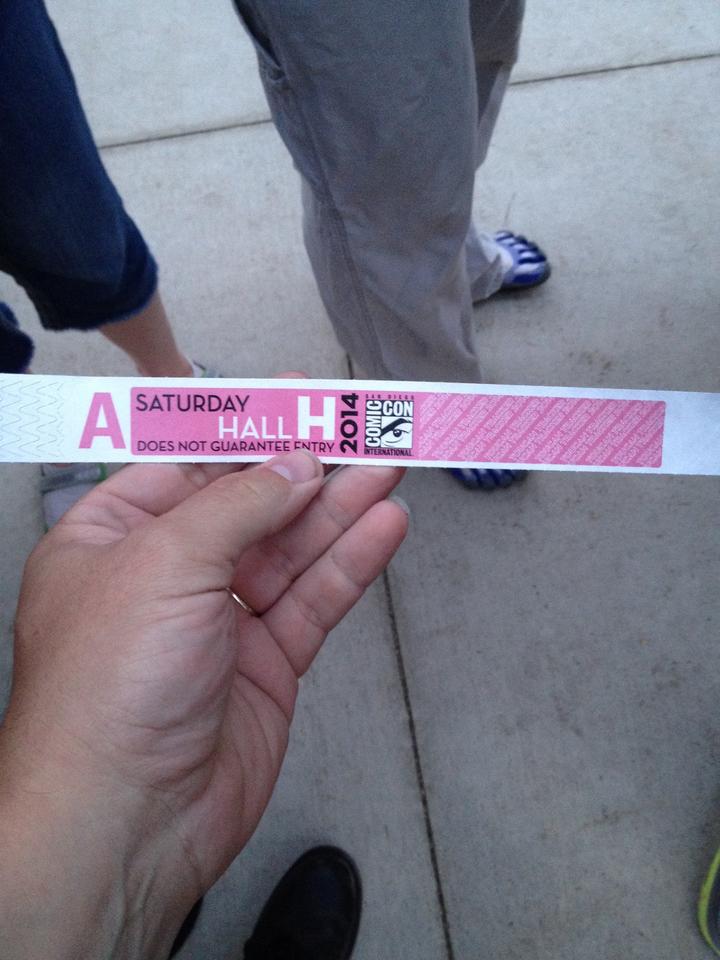 A
SATURDAY
HALL H
DOES NOT GUARANTEE ENTRY
2014
SAN DIEGO
COMIC CON
INTERNATIONAL